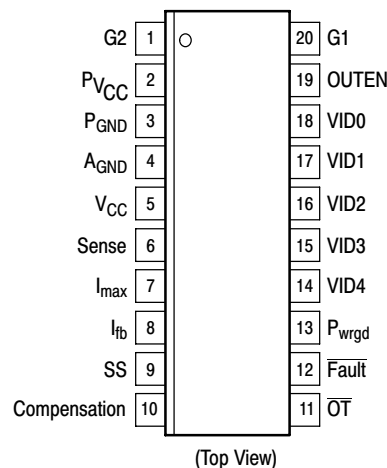 G2 1 20 G1
PVCC 2 19 OUTEN
PGND 3 18 VID0
AGND 4 17 VID1
VCC 5 16 VID2
Sense 6 15 VID3
Imax 7 14 VID4
Ifb 8 13 Pwrgd
SS 9 12 Fault
Compensation 10 11 OT
(Top View)